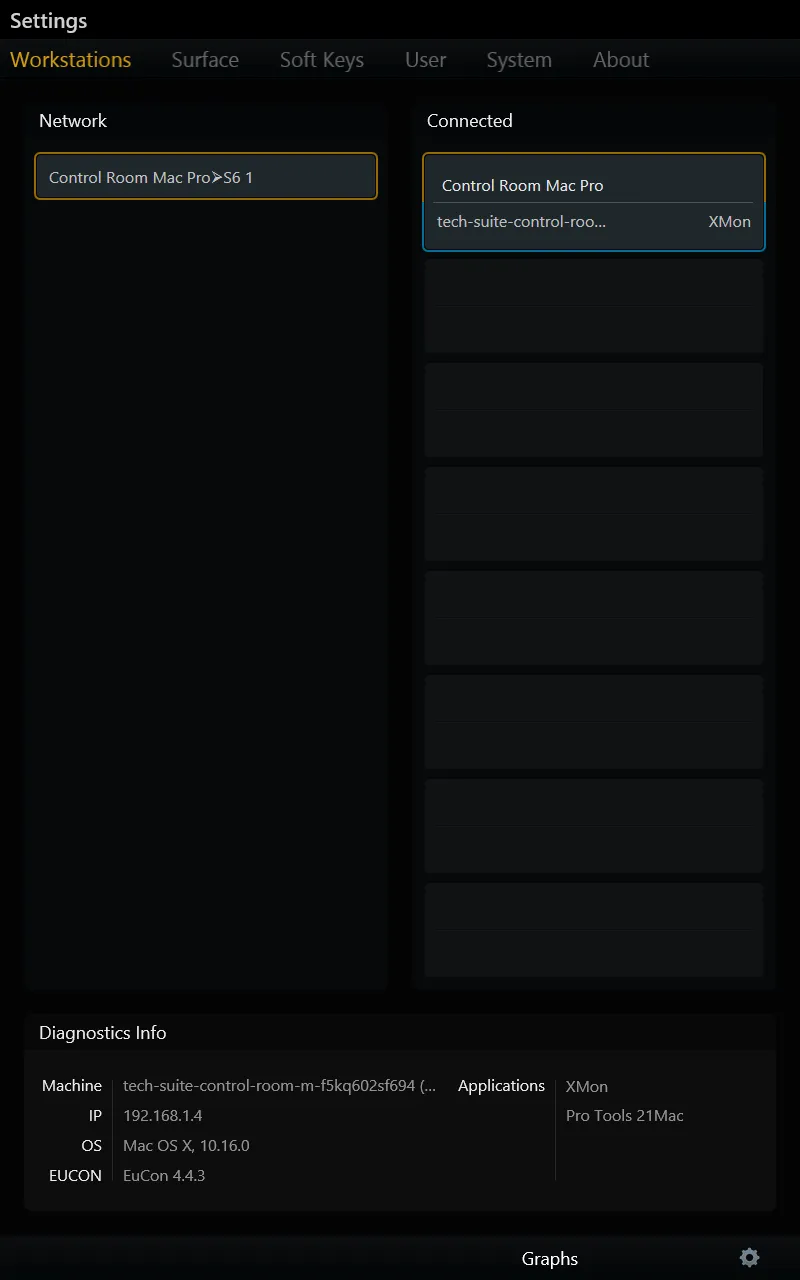 Settings
Workstations Surface Soft Keys User System About
Network
Control Room Mac Pro➢S6 1
Connected
Control Room Mac Pro
tech-suite-control-roo... XMon
Diagnostics Info
Machine tech-suite-control-room-m-f5kq602sf694 (...
IP 192.168.1.4
OS Mac OS X, 10.16.0
EUCON EuCon 4.4.3
Applications XMon
Pro Tools 21Mac
Graphs